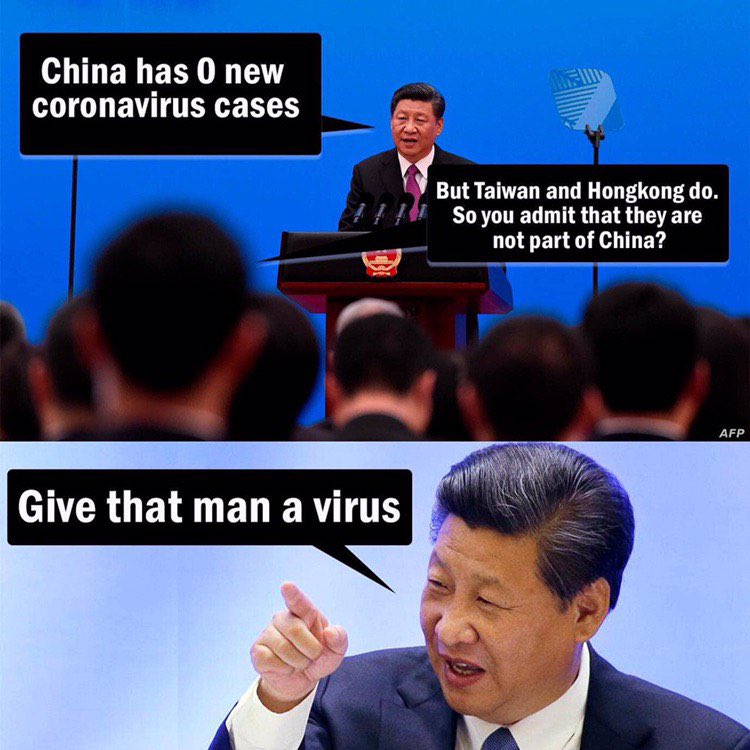 China has 0 new
coronavirus cases
But Taiwan and Hongkong do.
So you admit that they are
not part of China?
AFP
Give that man a virus